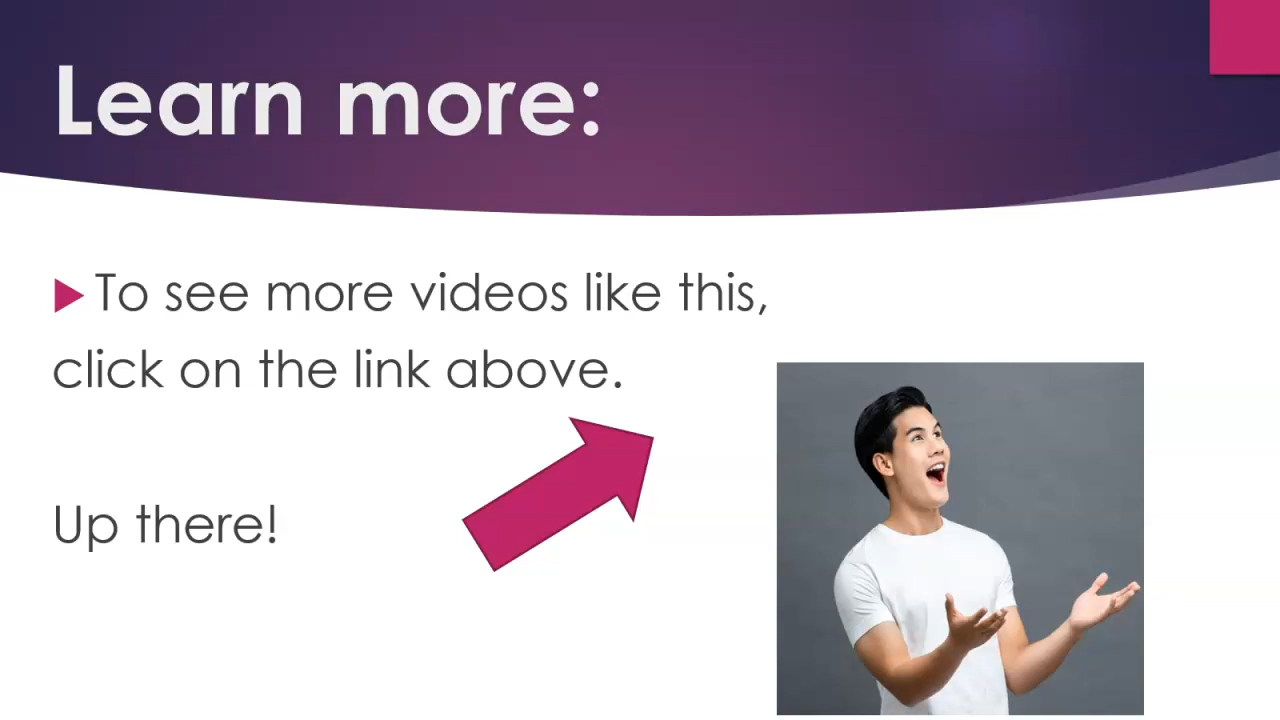 Learn more:
To see more videos like this,
click on the link above.
Up there!